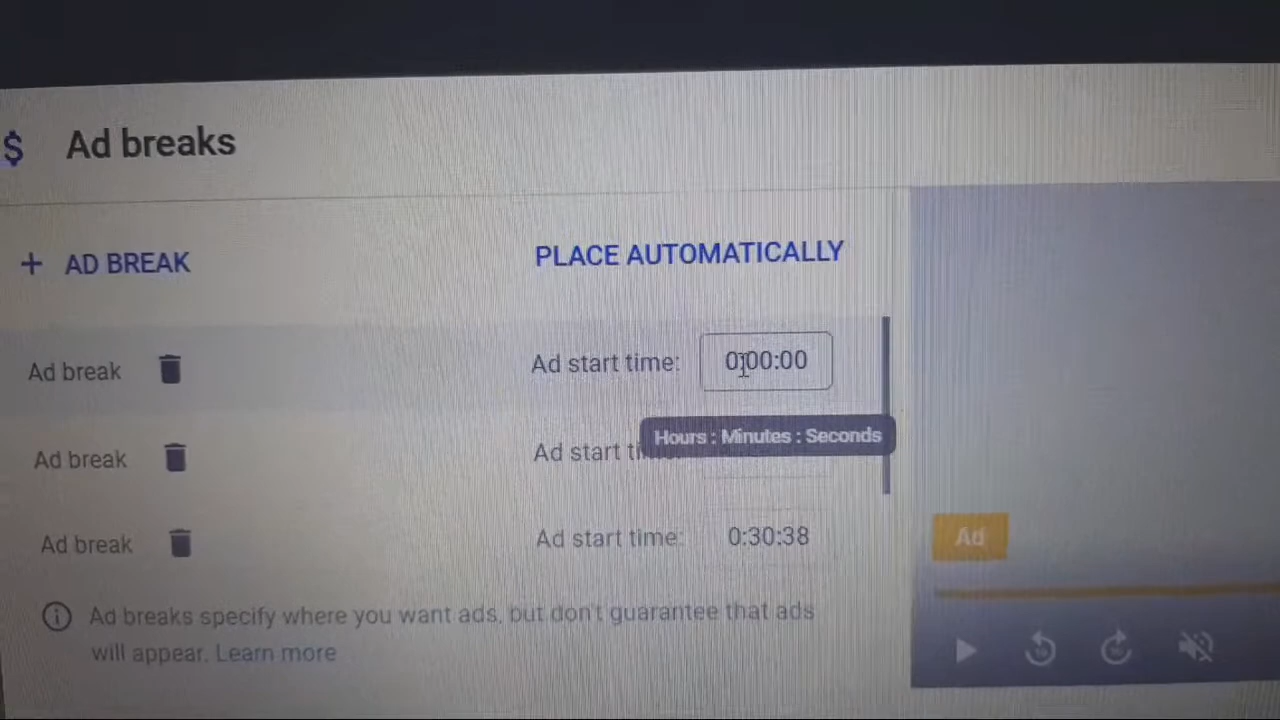 $ Ad breaks
+ AD BREAK PLACE AUTOMATICALLY
Ad break Ad start time: 0:00:00
Hours : Minutes : Seconds
Ad break Ad start
Ad break Ad start time: 0:30:38
Ad
Ad breaks specify where you want ads, but don't guarantee that ads
will appear. Learn more